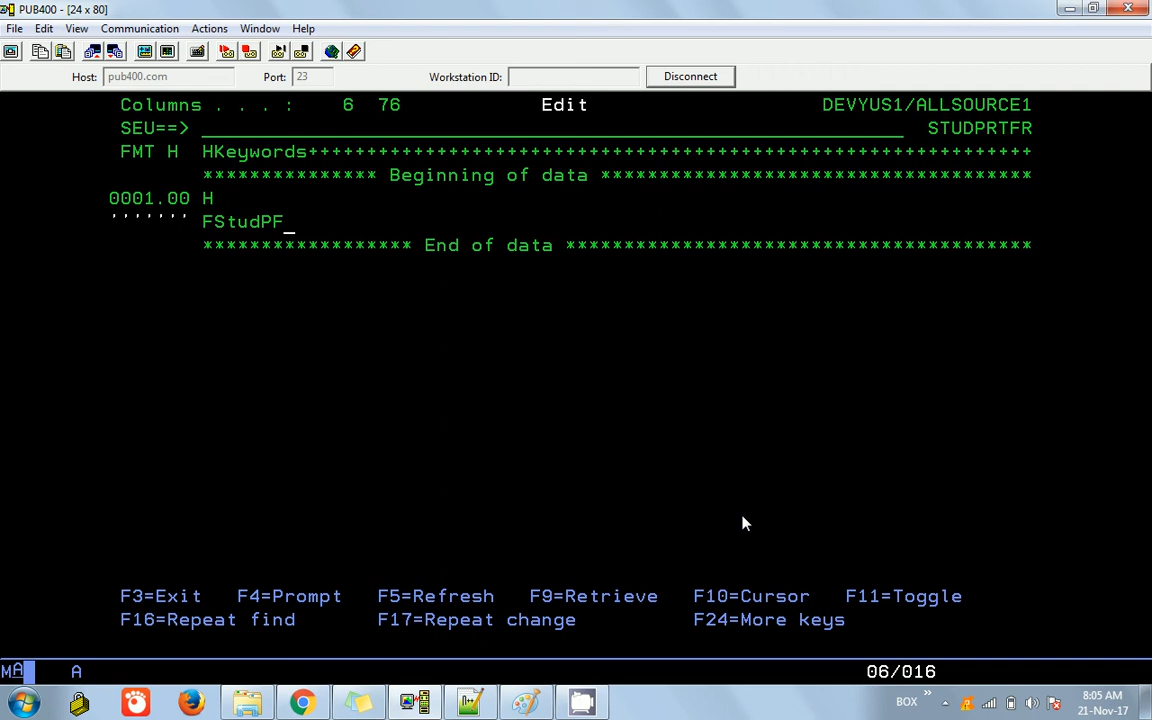 PUB400 - [24 x 80]
File Edit View Communication Actions Window Help
Host: pub400.com Port: 23 Workstation ID: Disconnect
Columns . . . : 6 76 Edit DEVYUS1/ALLSOURCE1
SEU==> STUDPRTFR
FMT H HKeywords++++++++++++++++++++++++++++++++++++++++++++++++++++++++++++++
*************** Beginning of data *************************************
0001.00 H
''''''' FStudPF_
****************** End of data ****************************************
F3=Exit F4=Prompt F5=Refresh F9=Retrieve F10=Cursor F11=Toggle
F16=Repeat find F17=Repeat change F24=More keys
MA A 06/016
BOX » 8:05 AM
21-Nov-17